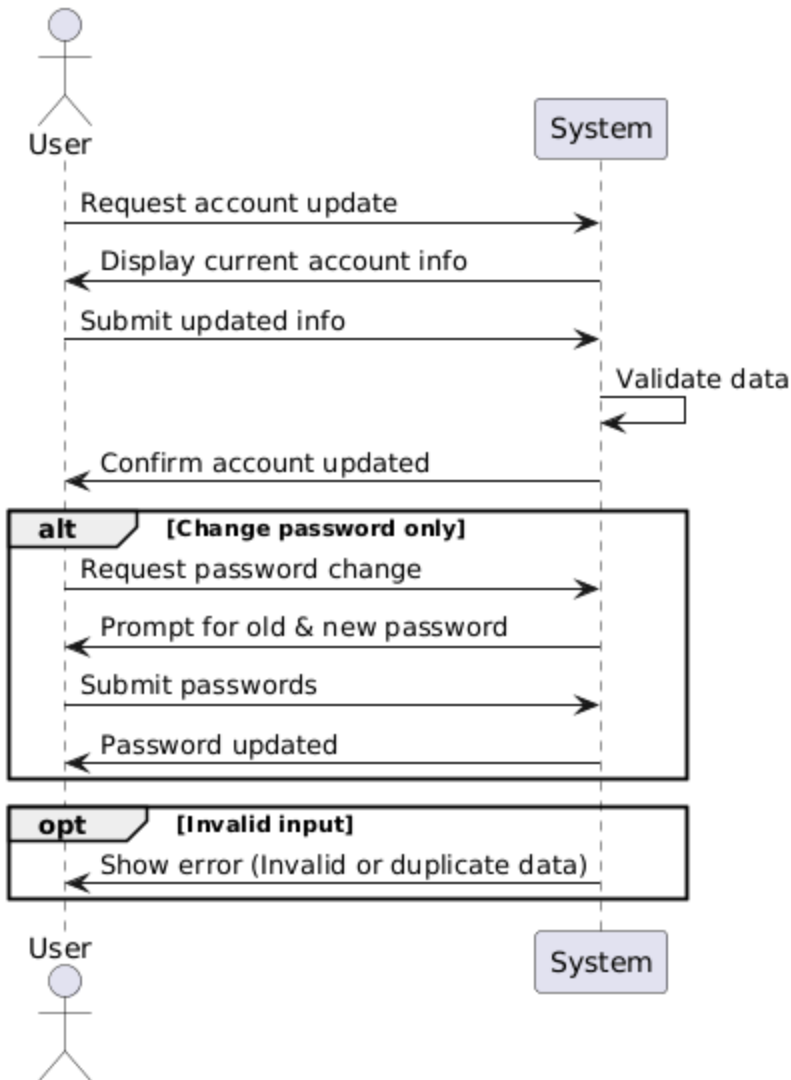 User
System
Request account update
Display current account info
Submit updated info
Validate data
Confirm account updated
alt [Change password only]
Request password change
Prompt for old & new password
Submit passwords
Password updated
opt [Invalid input]
Show error (Invalid or duplicate data)
User
System